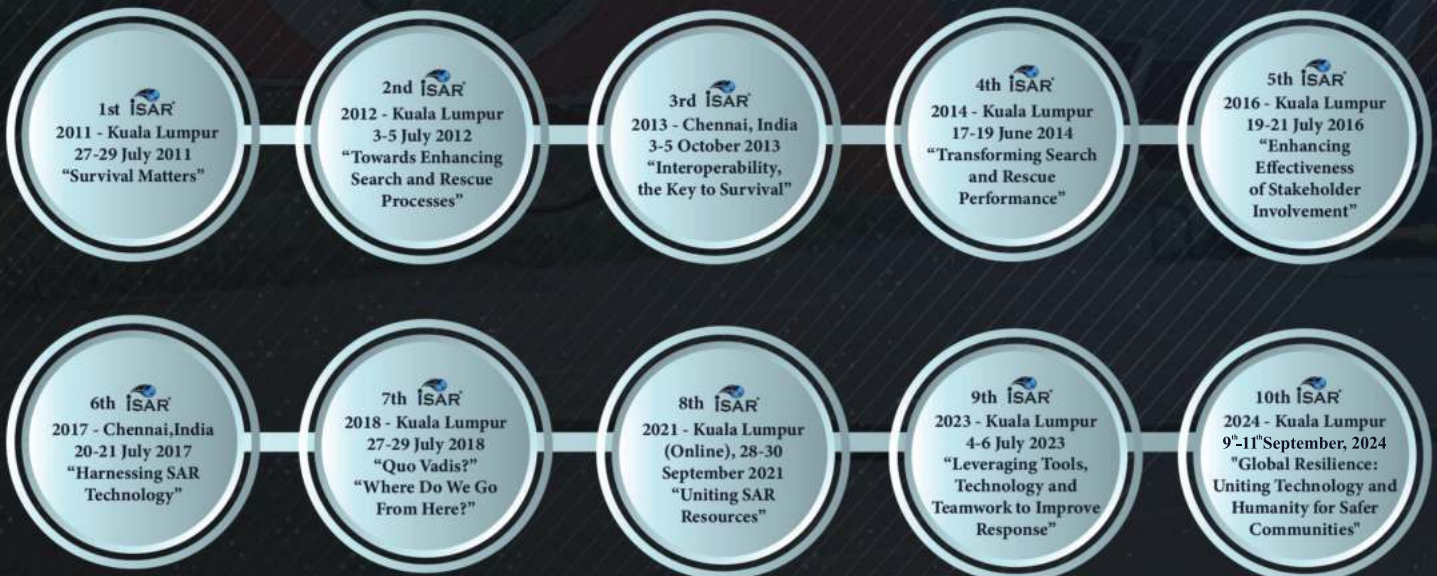 1st iSAR
2011 - Kuala Lumpur
27-29 July 2011
“Survival Matters”
2nd iSAR
2012 - Kuala Lumpur
3-5 July 2012
“Towards Enhancing
Search and Rescue
Processes”
3rd iSAR
2013 - Chennai, India
3-5 October 2013
“Interoperability,
the Key to Survival”
4th iSAR
2014 - Kuala Lumpur
17-19 June 2014
“Transforming Search
and Rescue
Performance”
5th iSAR
2016 - Kuala Lumpur
19-21 July 2016
“Enhancing
Effectiveness
of Stakeholder
Involvement”
6th iSAR
2017 - Chennai,India
20-21 July 2017
“Harnessing SAR
Technology”
7th iSAR
2018 - Kuala Lumpur
27-29 July 2018
“Quo Vadis?”
“Where Do We Go
From Here?”
8th iSAR
2021 - Kuala Lumpur
(Online), 28-30
September 2021
“Uniting SAR
Resources”
9th iSAR
2023 - Kuala Lumpur
4-6 July 2023
“Leveraging Tools,
Technology and
Teamwork to Improve
Response”
10th iSAR
2024 - Kuala Lumpur
9th-11th September, 2024
"Global Resilience:
Uniting Technology and
Humanity for Safer
Communities"